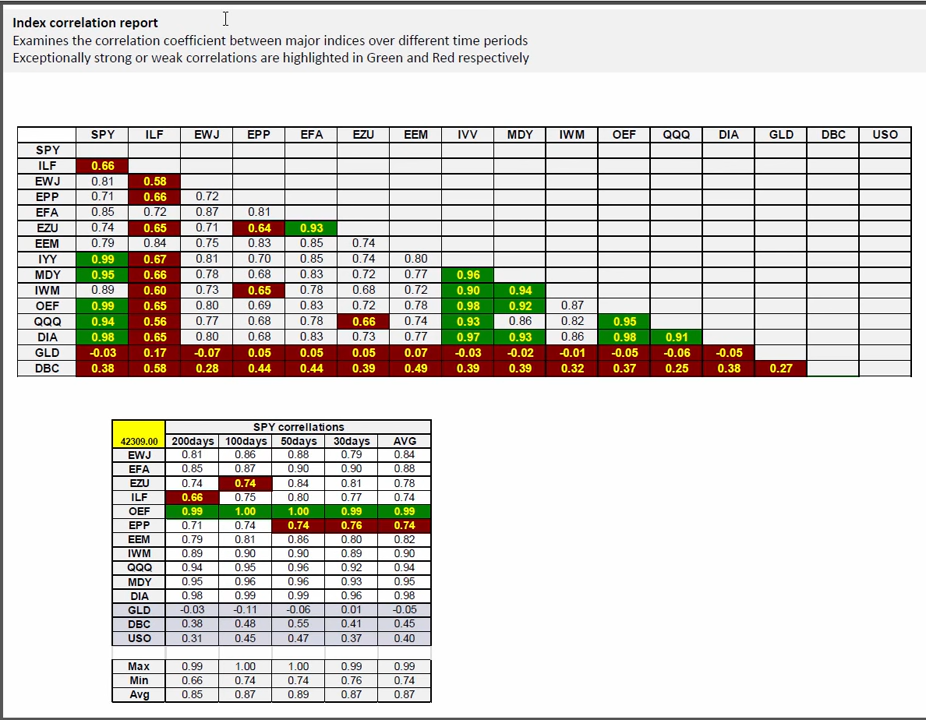 Index correlation report
Examines the correlation coefficient between major indices over different time periods
Exceptionally strong or weak correlations are highlighted in Green and Red respectively
SPY ILF EWJ EPP EFA EZU EEM IVV MDY IWM OEF QQQ DIA GLD DBC USO
SPY
ILF 0.66
EWJ 0.81 0.58
EPP 0.71 0.66 0.72
EFA 0.85 0.72 0.87 0.81
EZU 0.74 0.65 0.71 0.64 0.93
EEM 0.79 0.84 0.75 0.83 0.85 0.74
IYY 0.99 0.67 0.81 0.70 0.85 0.74 0.80
MDY 0.95 0.66 0.78 0.68 0.83 0.72 0.77 0.96
IWM 0.89 0.60 0.73 0.65 0.78 0.68 0.72 0.90 0.94
OEF 0.99 0.65 0.80 0.69 0.83 0.72 0.78 0.98 0.92 0.87
QQQ 0.94 0.56 0.77 0.68 0.78 0.66 0.74 0.93 0.86 0.82 0.95
DIA 0.98 0.65 0.80 0.68 0.83 0.73 0.77 0.97 0.93 0.86 0.98 0.91
GLD -0.03 0.17 -0.07 0.05 0.05 0.05 0.07 -0.03 -0.02 -0.01 -0.05 -0.06 -0.05
DBC 0.38 0.58 0.28 0.44 0.44 0.39 0.49 0.39 0.39 0.32 0.37 0.25 0.38 0.27
SPY correllations
42309.00 200days 100days 50days 30days AVG
EWJ 0.81 0.86 0.88 0.79 0.84
EFA 0.85 0.87 0.90 0.90 0.88
EZU 0.74 0.74 0.84 0.81 0.78
ILF 0.66 0.75 0.80 0.77 0.74
OEF 0.99 1.00 1.00 0.99 0.99
EPP 0.71 0.74 0.74 0.76 0.74
EEM 0.79 0.81 0.86 0.80 0.82
IWM 0.89 0.90 0.90 0.89 0.90
QQQ 0.94 0.95 0.96 0.92 0.94
MDY 0.95 0.96 0.96 0.93 0.95
DIA 0.98 0.99 0.99 0.96 0.98
GLD -0.03 -0.11 -0.06 0.01 -0.05
DBC 0.38 0.48 0.55 0.41 0.45
USO 0.31 0.45 0.47 0.37 0.40
Max 0.99 1.00 1.00 0.99 0.99
Min 0.66 0.74 0.74 0.76 0.74
Avg 0.85 0.87 0.89 0.87 0.87